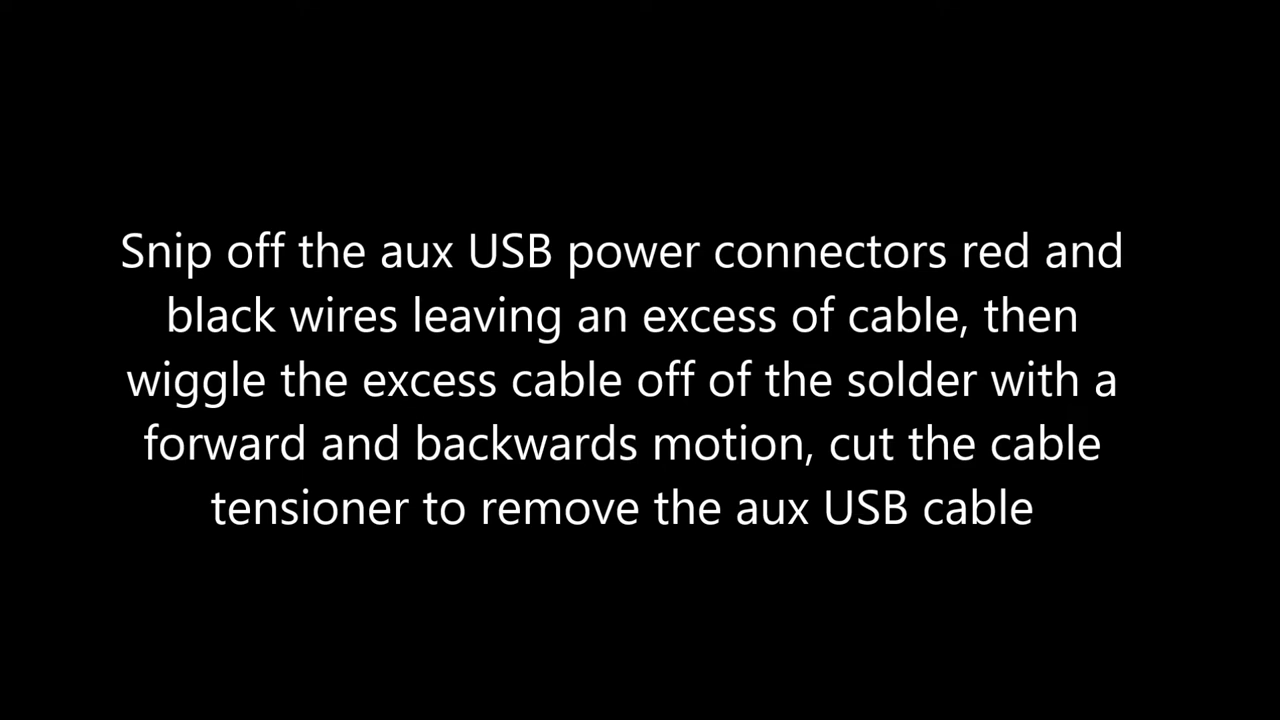 Snip off the aux USB power connectors red and
black wires leaving an excess of cable, then
wiggle the excess cable off of the solder with a
forward and backwards motion, cut the cable
tensioner to remove the aux USB cable